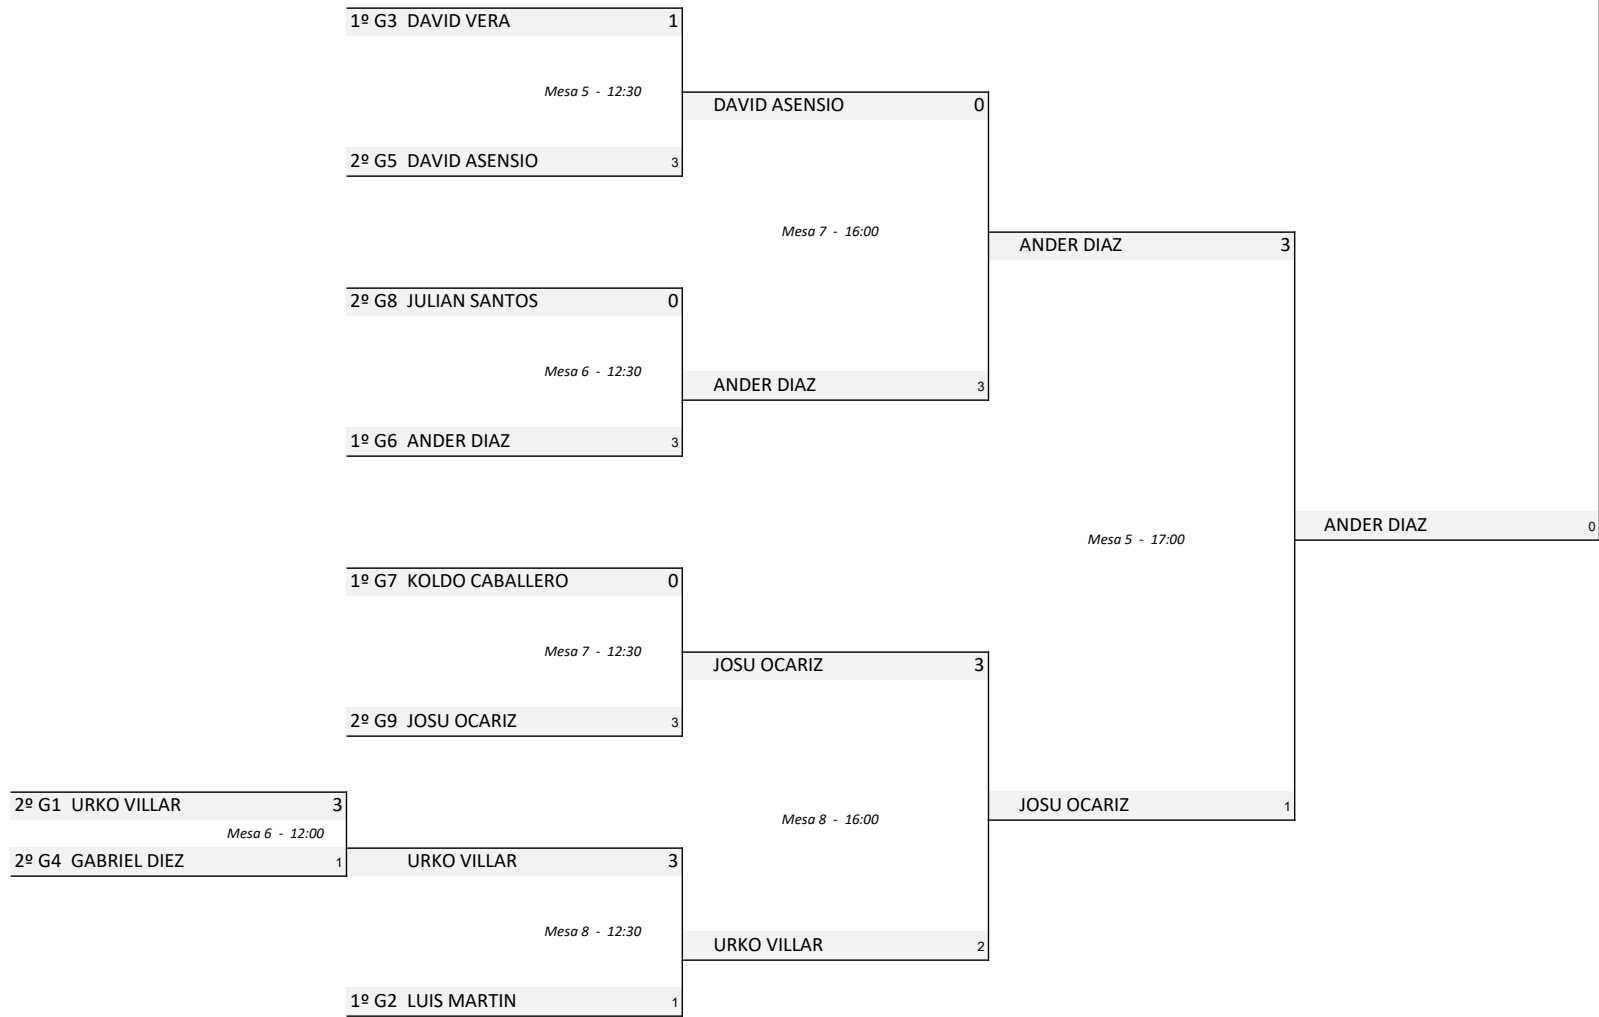 1º G3 DAVID VERA 1
Mesa 5 - 12:30
DAVID ASENSIO 0
2º G5 DAVID ASENSIO 3
Mesa 7 - 16:00
ANDER DIAZ 3
2º G8 JULIAN SANTOS 0
Mesa 6 - 12:30
ANDER DIAZ 3
1º G6 ANDER DIAZ 3
ANDER DIAZ 0
Mesa 5 - 17:00
1º G7 KOLDO CABALLERO 0
Mesa 7 - 12:30
JOSU OCARIZ 3
2º G9 JOSU OCARIZ 3
2º G1 URKO VILLAR 3
JOSU OCARIZ 1
Mesa 8 - 16:00
Mesa 6 - 12:00
2º G4 GABRIEL DIEZ 1
URKO VILLAR 3
Mesa 8 - 12:30
URKO VILLAR 2
1º G2 LUIS MARTIN 1